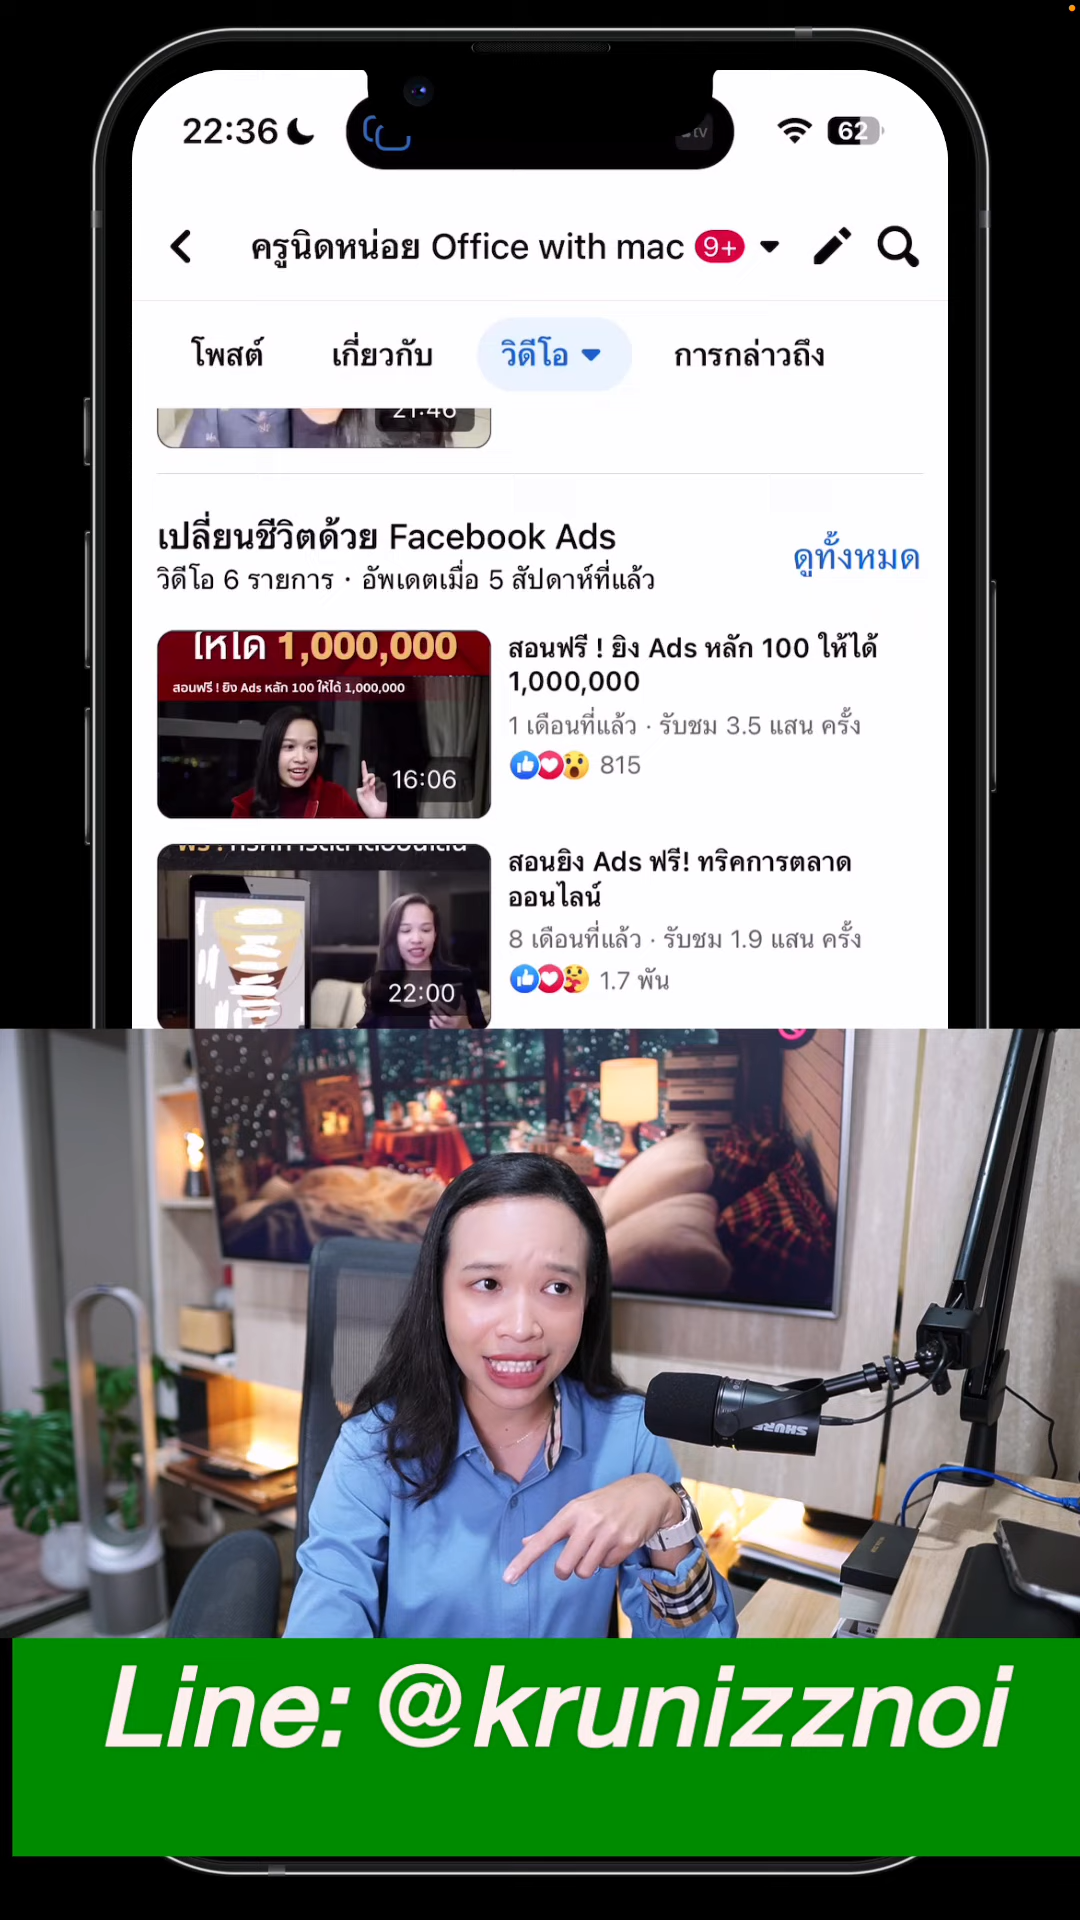 22:36
tv
62
ครูนิดหน่อย Office with mac 9+
โพสต์ เกี่ยวกับ วิดีโอ การกล่าวถึง
21:46
เปลี่ยนชีวิตด้วย Facebook Ads
ดูทั้งหมด
วิดีโอ 6 รายการ · อัพเดตเมื่อ 5 สัปดาห์ที่แล้ว
ให้ได้ 1,000,000
สอนฟรี ! ยิง Ads หลัก 100 ให้ได้ 1,000,000
16:06
สอนฟรี ! ยิง Ads หลัก 100 ให้ได้
1,000,000
1 เดือนที่แล้ว · รับชม 3.5 แสน ครั้ง
815
22:00
สอนยิง Ads ฟรี! ทริคการตลาด
ออนไลน์
8 เดือนที่แล้ว · รับชม 1.9 แสน ครั้ง
1.7 พัน
SHURE
Line: @krunizznoi